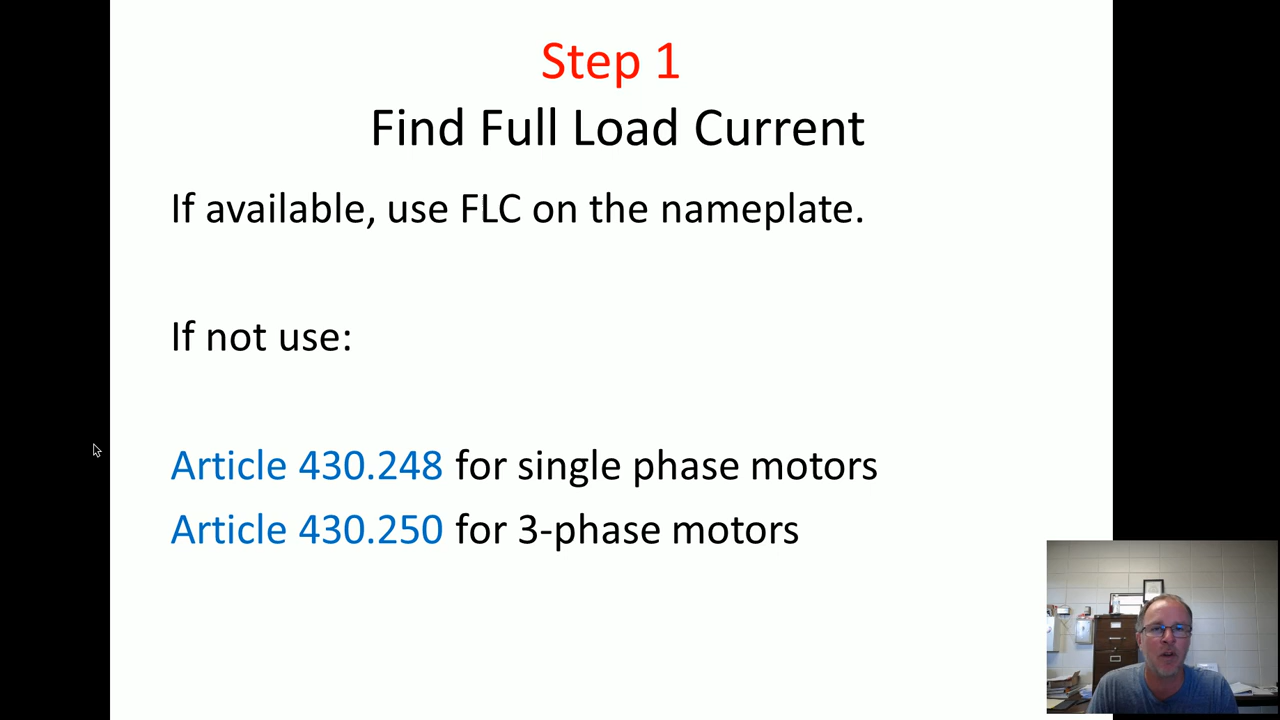 Step 1
Find Full Load Current
If available, use FLC on the nameplate.
If not use:
Article 430.248 for single phase motors
Article 430.250 for 3-phase motors